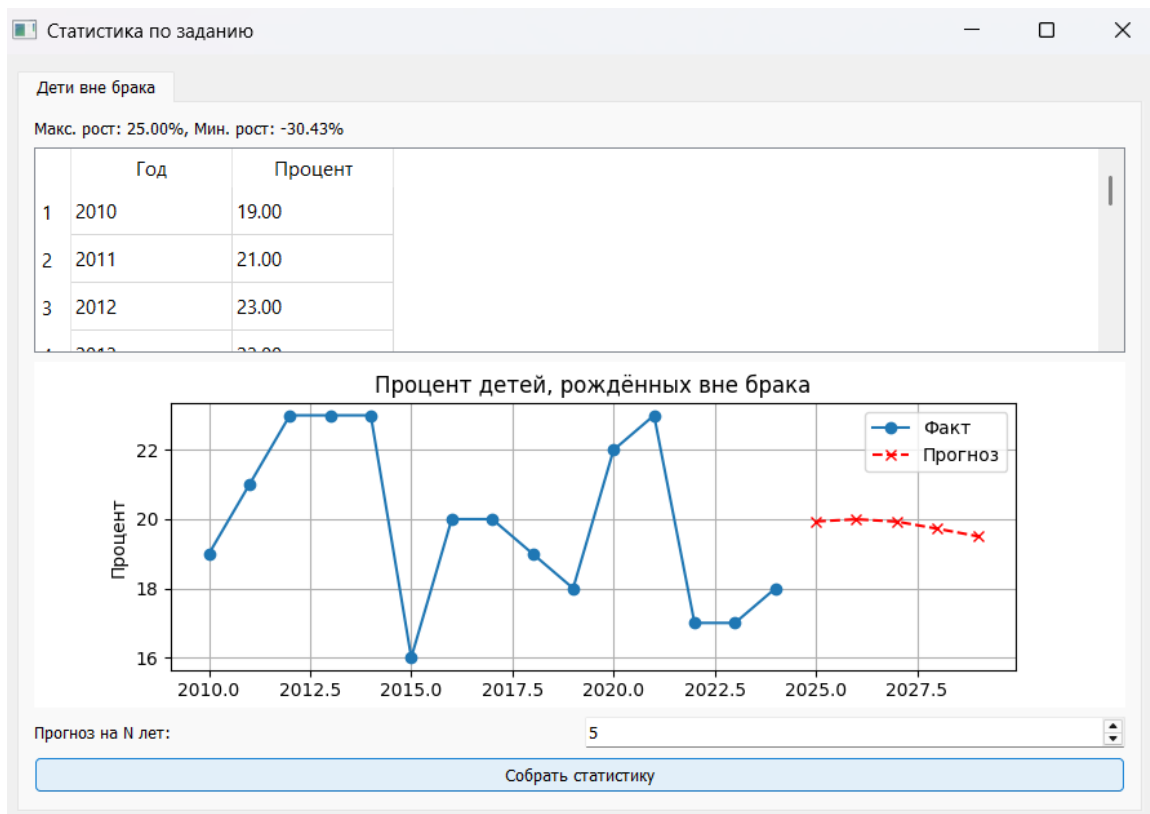 Статистика по заданию
Дети вне брака
Макс. рост: 25.00%, Мин. рост: -30.43%
Год Процент
1 2010 19.00
2 2011 21.00
3 2012 23.00
Процент детей, рождённых вне брака
Факт
Прогноз
Процент
22
20
18
16
2010.0 2012.5 2015.0 2017.5 2020.0 2022.5 2025.0 2027.5
Прогноз на N лет: 5
Собрать статистику